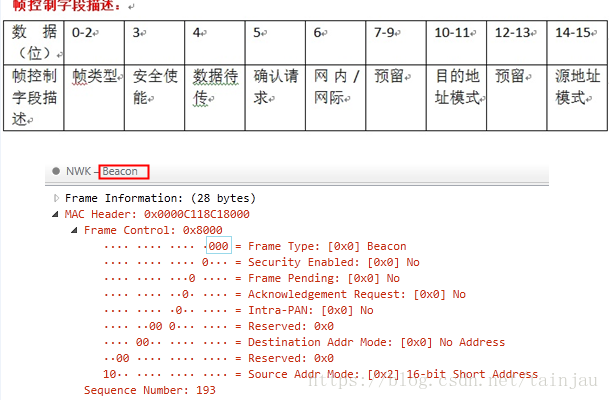 帧控制字段描述：
数 据（位） 0-2 3 4 5 6 7-9 10-11 12-13 14-15
帧控制字段描述 帧类型 安全使能 数据待传 确认请求 网内/网际 预留 目的地址模式 预留 源地址模式
NWK – Beacon
Frame Information: (28 bytes)
MAC Header: 0x0000C118C18000
Frame Control: 0x8000
···· ···· ···· ·000 = Frame Type: [0x0] Beacon
···· ···· ···· 0··· = Security Enabled: [0x0] No
···· ···· ···0 ···· = Frame Pending: [0x0] No
···· ···· ··0· ···· = Acknowledgement Request: [0x0] No
···· ···· ·0·· ···· = Intra-PAN: [0x0] No
···· ··00 0··· ···· = Reserved: 0x0
···· 00·· ···· ···· = Destination Addr Mode: [0x0] No Address
··00 ···· ···· ···· = Reserved: 0x0
10·· ···· ···· ···· = Source Addr Mode: [0x2] 16-bit Short Address
Sequence Number: 193
https://blog.csdn.net/tainjau